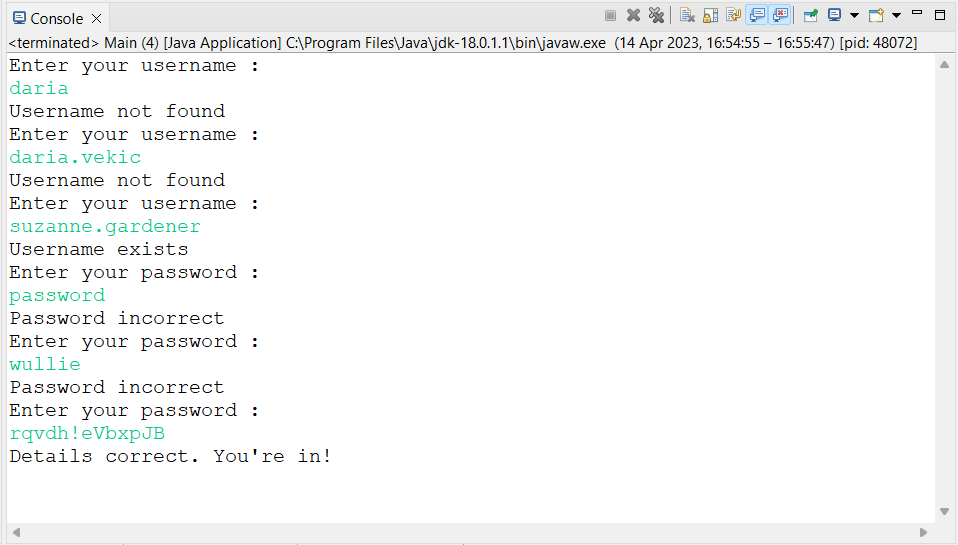 Console
<terminated> Main (4) [Java Application] C:\Program Files\Java\jdk-18.0.1.1\bin\javaw.exe (14 Apr 2023, 16:54:55 – 16:55:47) [pid: 48072]
Enter your username :
daria
Username not found
Enter your username :
daria.vekic
Username not found
Enter your username :
suzanne.gardener
Username exists
Enter your password :
password
Password incorrect
Enter your password :
wullie
Password incorrect
Enter your password :
rqvdh!eVbxpJB
Details correct. You're in!